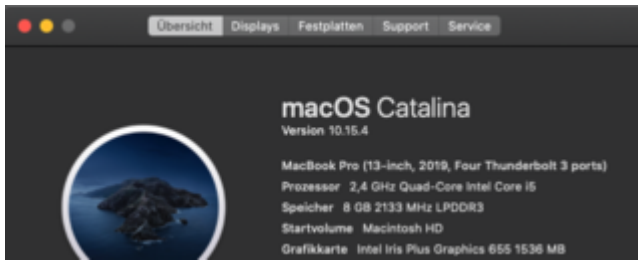 Übersicht Displays Festplatten Support Service
macOS Catalina
Version 10.15.4
MacBook Pro (13-inch, 2019, Four Thunderbolt 3 ports)
Prozessor 2,4 GHz Quad-Core Intel Core i5
Speicher 8 GB 2133 MHz LPDDR3
Startvolume Macintosh HD
Grafikkarte Intel Iris Plus Graphics 655 1536 MB